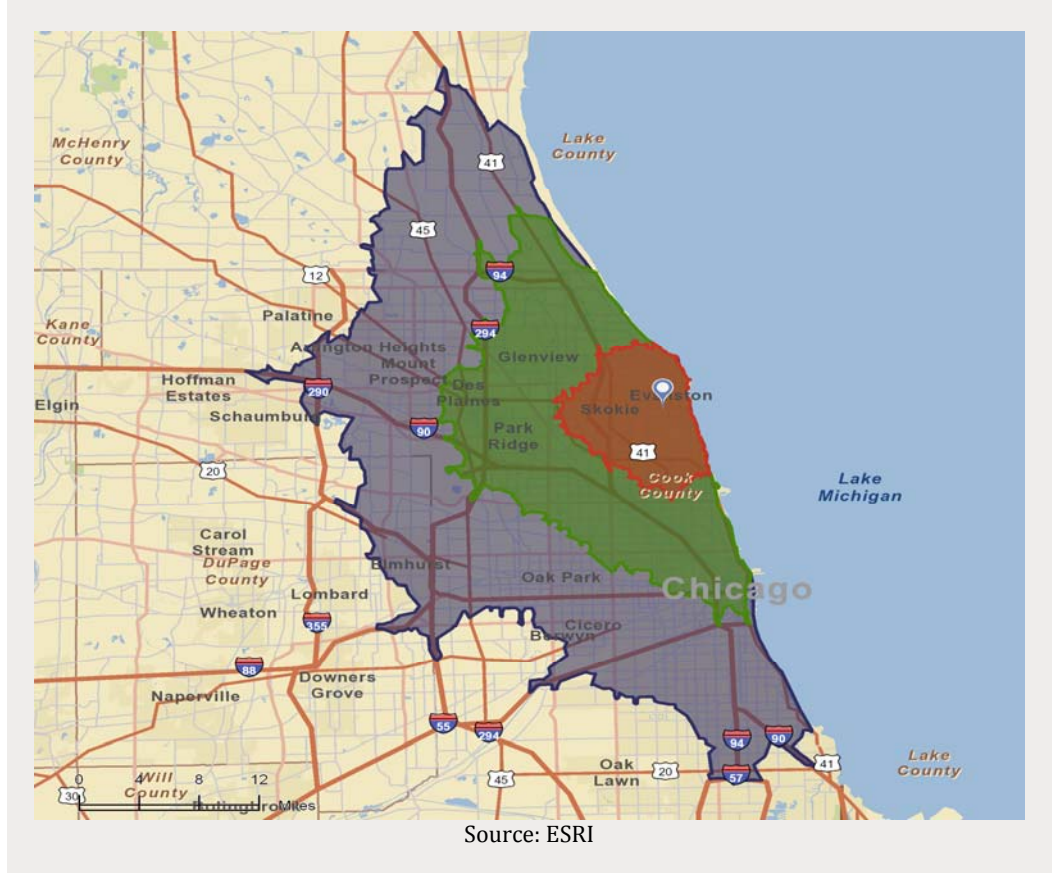 McHenry
County
Lake
County
41
45
94
12
Palatine
294
Kane
County
Arlington Heights
Mount
Prospect
Glenview
Hoffman
Estates
290
Des
Plaines
Evanston
Elgin
Schaumburg
Skokie
90
Park
Ridge
41
20
Cook
County
Lake
Michigan
Carol
Stream
DuPage
County
Elmhurst
Oak Park
Chicago
Lombard
Wheaton
355
Cicero
Berwyn
88
Downers
Grove
Naperville
55
294
94
90
Oak
Lawn
20
57
41
Lake
County
45
0 4 8 12
Will
County
30
Bolingbrook
Miles
Source: ESRI